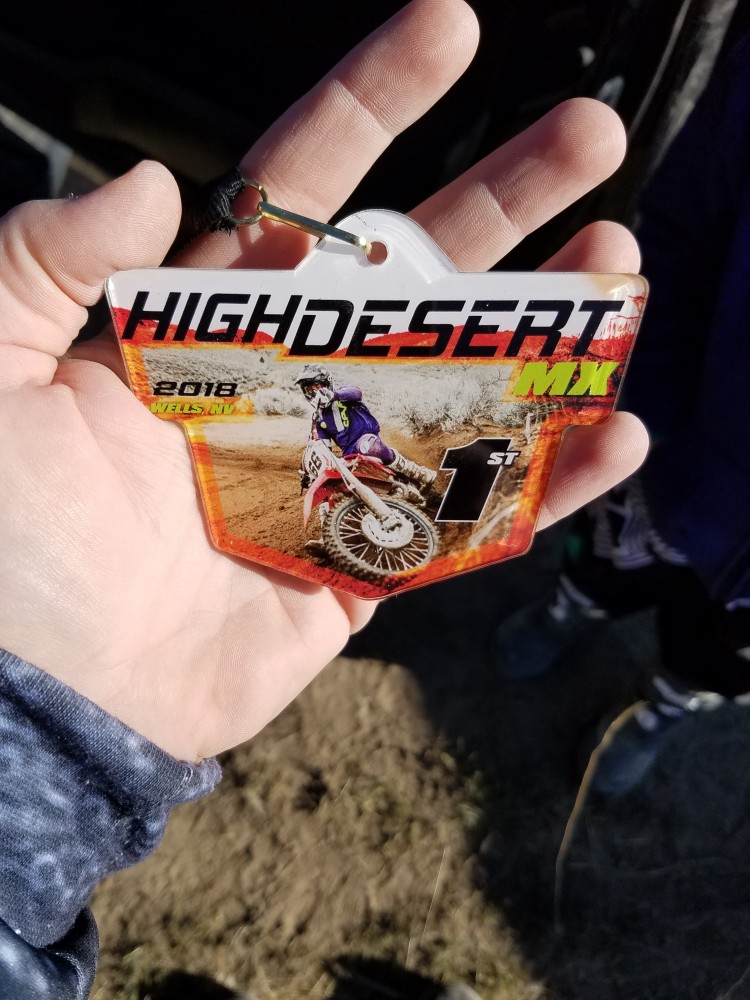 HIGHDESERT
MX
2018
WELLS, NV
1ST